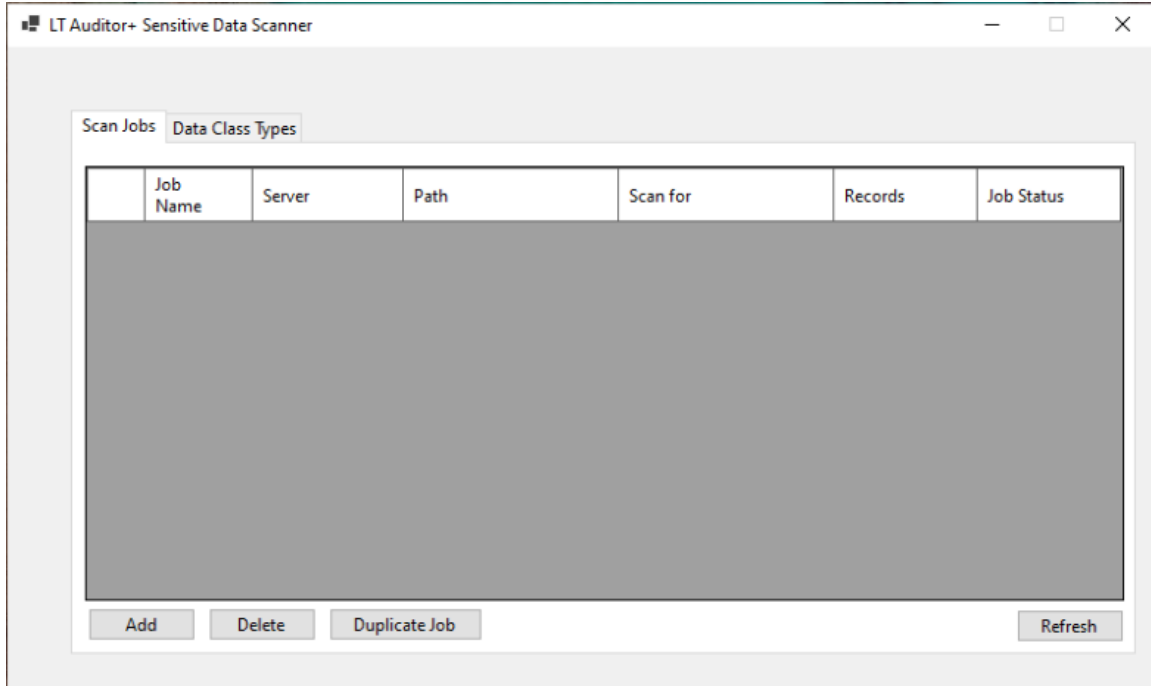 LT Auditor+ Sensitive Data Scanner
Scan Jobs Data Class Types
Job Name Server Path Scan for Records Job Status
Add Delete Duplicate Job Refresh